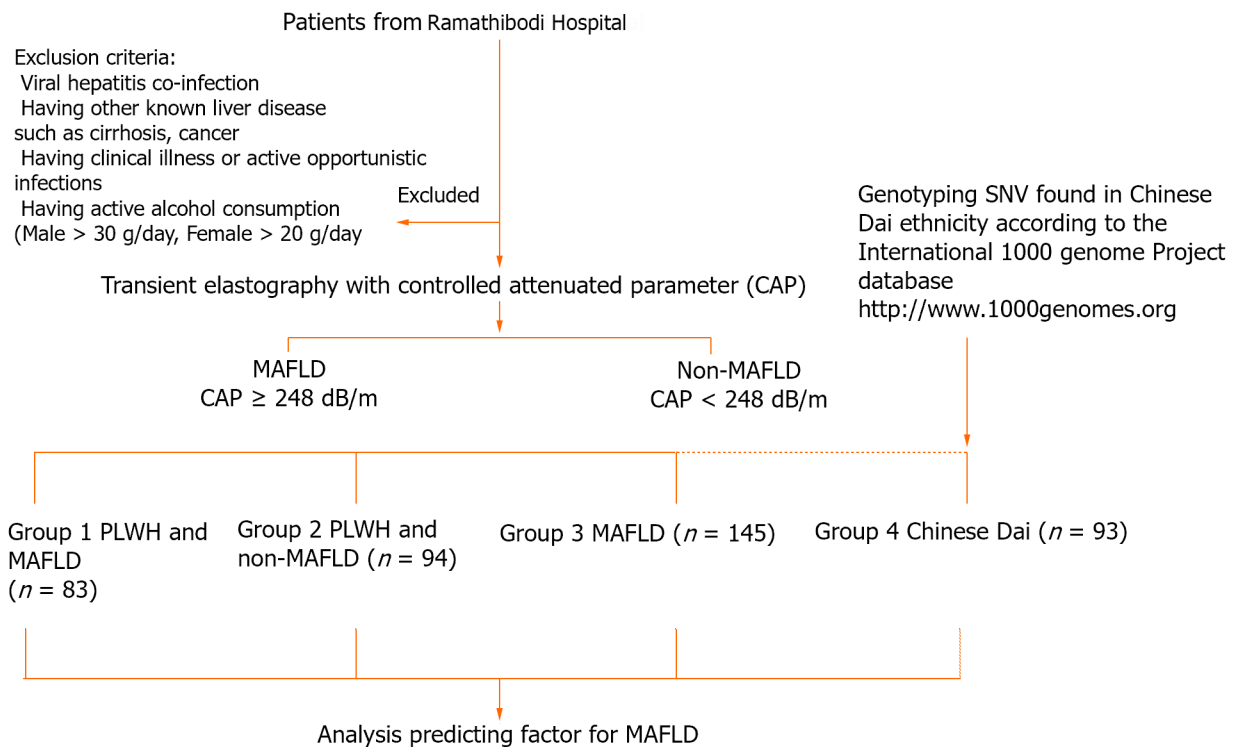 Patients from Ramathibodi Hospital
Exclusion criteria:
Viral hepatitis co-infection
Having other known liver disease
such as cirrhosis, cancer
Having clinical illness or active opportunistic
infections
Having active alcohol consumption
(Male > 30 g/day, Female > 20 g/day
Excluded
Genotyping SNV found in Chinese
Dai ethnicity according to the
International 1000 genome Project
database
http://www.1000genomes.org
Transient elastography with controlled attenuated parameter (CAP)
MAFLD
CAP ≥ 248 dB/m
Non-MAFLD
CAP < 248 dB/m
Group 1 PLWH and
MAFLD
(n = 83)
Group 2 PLWH and
non-MAFLD (n = 94)
Group 3 MAFLD (n = 145)
Group 4 Chinese Dai (n = 93)
Analysis predicting factor for MAFLD